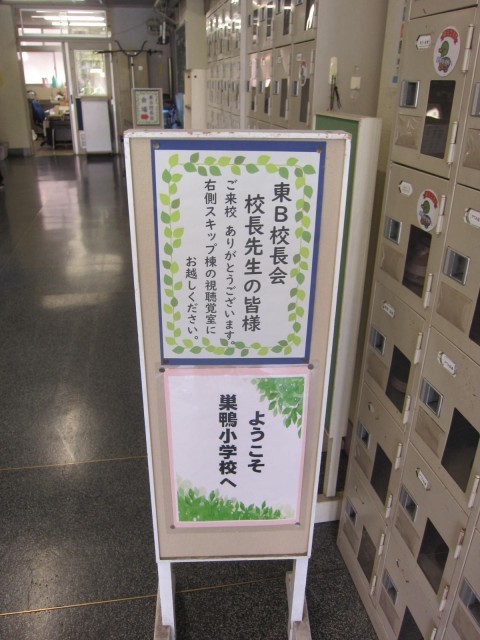 東B校長会
校長先生の皆様
ご来校 ありがとうございます。
右側スキップ棟の視聴覚室に
お越しください。
ようこそ
巣鴨小学校へ